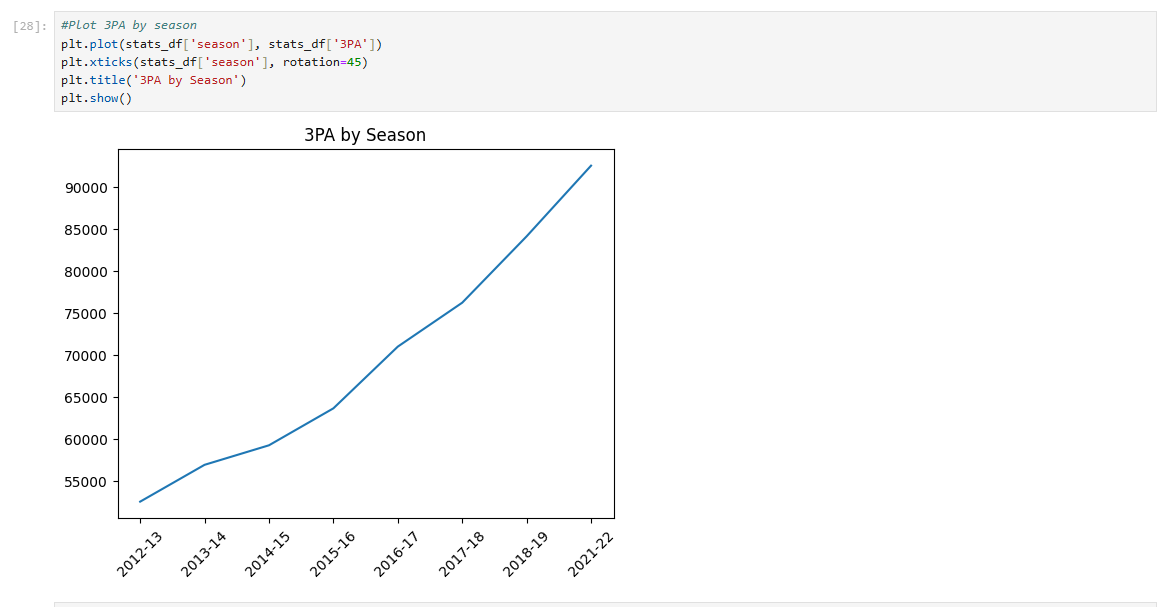 [28]:
#Plot 3PA by season
plt.plot(stats_df['season'], stats_df['3PA'])
plt.xticks(stats_df['season'], rotation=45)
plt.title('3PA by Season')
plt.show()
3PA by Season
90000
85000
80000
75000
70000
65000
60000
55000
2012-13
2013-14
2014-15
2015-16
2016-17
2017-18
2018-19
2021-22